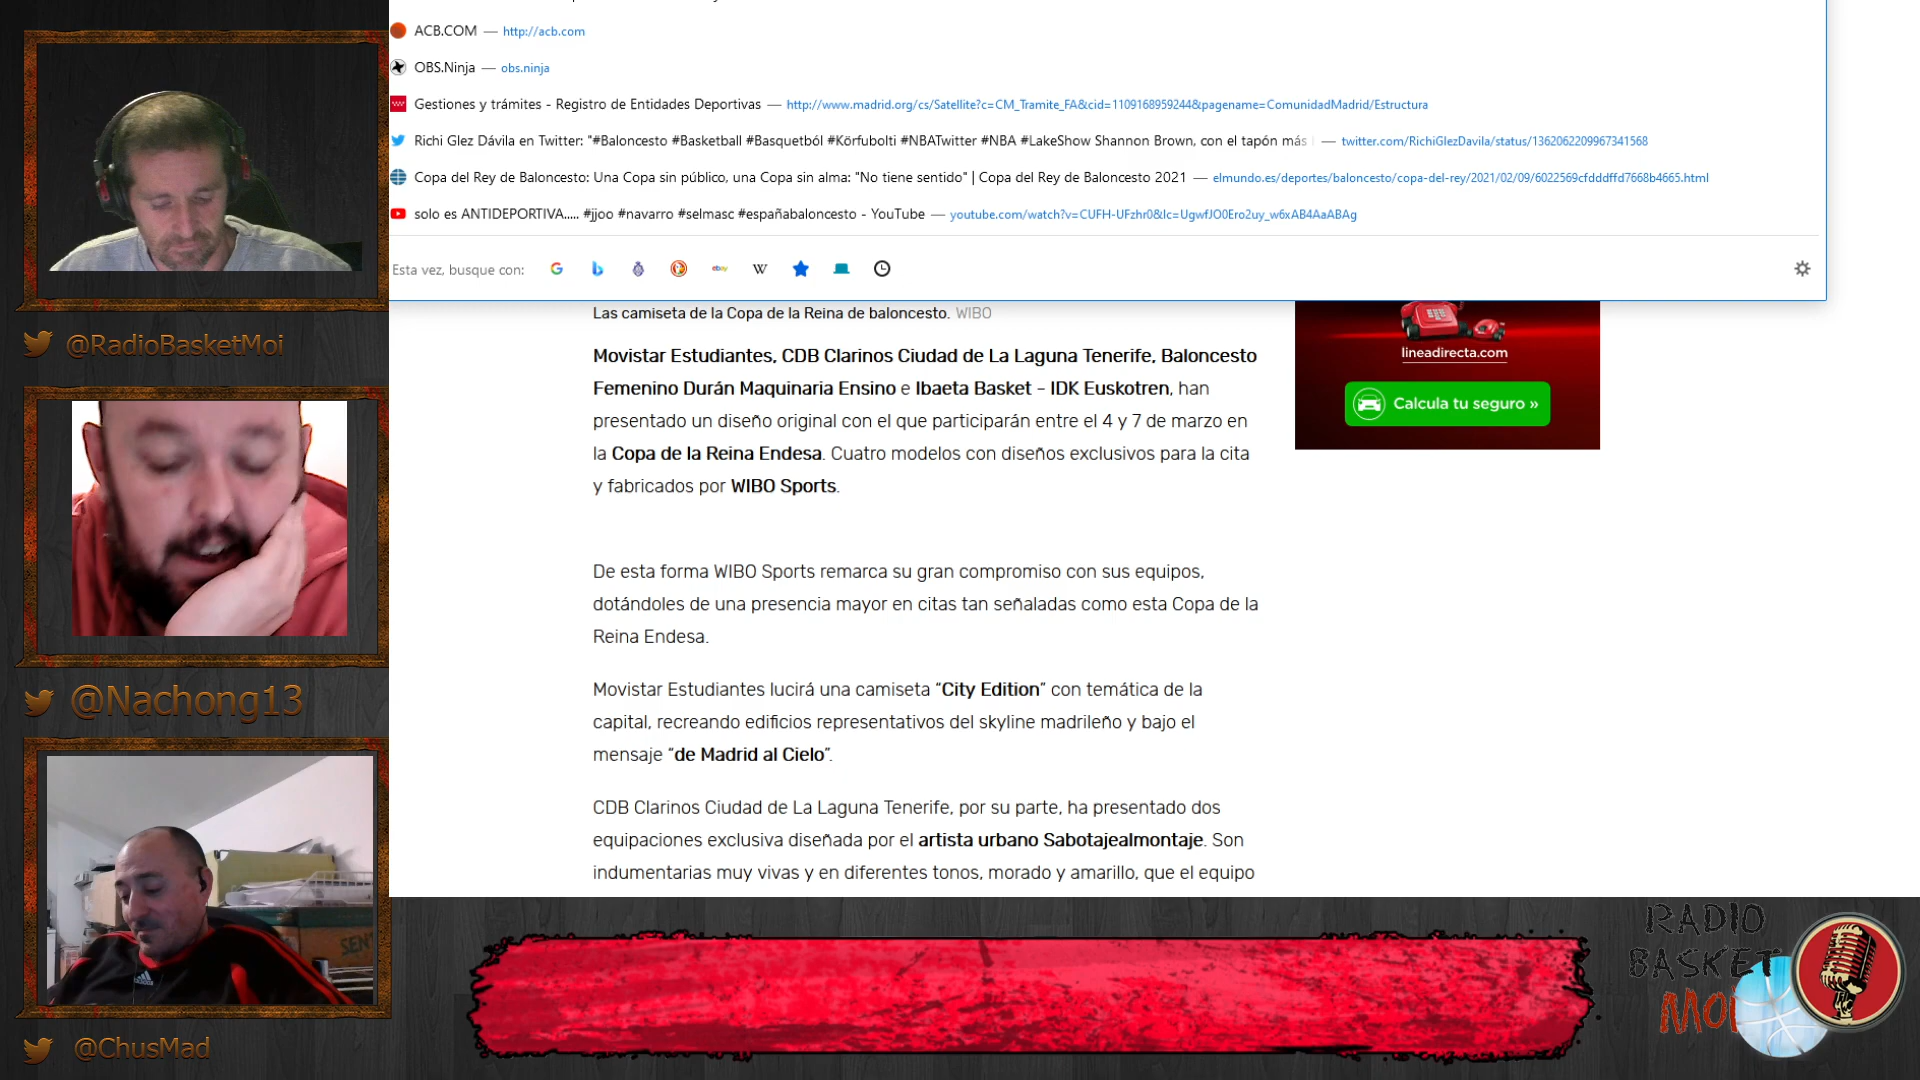 ACB.COM — http://acb.com
OBS.Ninja — obs.ninja
Gestiones y trámites - Registro de Entidades Deportivas — http://www.madrid.org/cs/Satellite?c=CM_Tramite_FA&cid=1109168959244&pagename=ComunidadMadrid/Estructura
Richi Glez Dávila en Twitter: "#Baloncesto #Basketball #Basquetból #Körfubolti #NBATwitter #NBA #LakeShow Shannon Brown, con el tapón más — twitter.com/RichiGlezDavila/status/1362062209967341568
Copa del Rey de Baloncesto: Una Copa sin público, una Copa sin alma: "No tiene sentido" | Copa del Rey de Baloncesto 2021 — elmundo.es/deportes/baloncesto/copa-del-rey/2021/02/09/6022569cfdddffd7668b4665.html
solo es ANTIDEPORTIVA..... #jjoo #navarro #selmasc #españabaloncesto - YouTube — youtube.com/watch?v=CUFH-UFzhr0&lc=UgwfJO0Ero2uy_w6xAB4AaABAg
Esta vez, busque con:
ebay
W
Las camiseta de la Copa de la Reina de baloncesto. WIBO
Movistar Estudiantes, CDB Clarinos Ciudad de La Laguna Tenerife, Baloncesto
Femenino Durán Maquinaria Ensino e Ibaeta Basket – IDK Euskotren, han
presentado un diseño original con el que participarán entre el 4 y 7 de marzo en
la Copa de la Reina Endesa. Cuatro modelos con diseños exclusivos para la cita
y fabricados por WIBO Sports.
De esta forma WIBO Sports remarca su gran compromiso con sus equipos,
dotándoles de una presencia mayor en citas tan señaladas como esta Copa de la
Reina Endesa.
Movistar Estudiantes lucirá una camiseta “City Edition” con temática de la
capital, recreando edificios representativos del skyline madrileño y bajo el
mensaje “de Madrid al Cielo”.
CDB Clarinos Ciudad de La Laguna Tenerife, por su parte, ha presentado dos
equipaciones exclusiva diseñada por el artista urbano Sabotajealmontaje. Son
indumentarias muy vivas y en diferentes tonos, morado y amarillo, que el equipo
lineadirecta.com
Calcula tu seguro »
@RadioBasketMoi
@Nachong13
@ChusMad
RADIO
BASKET
MOi